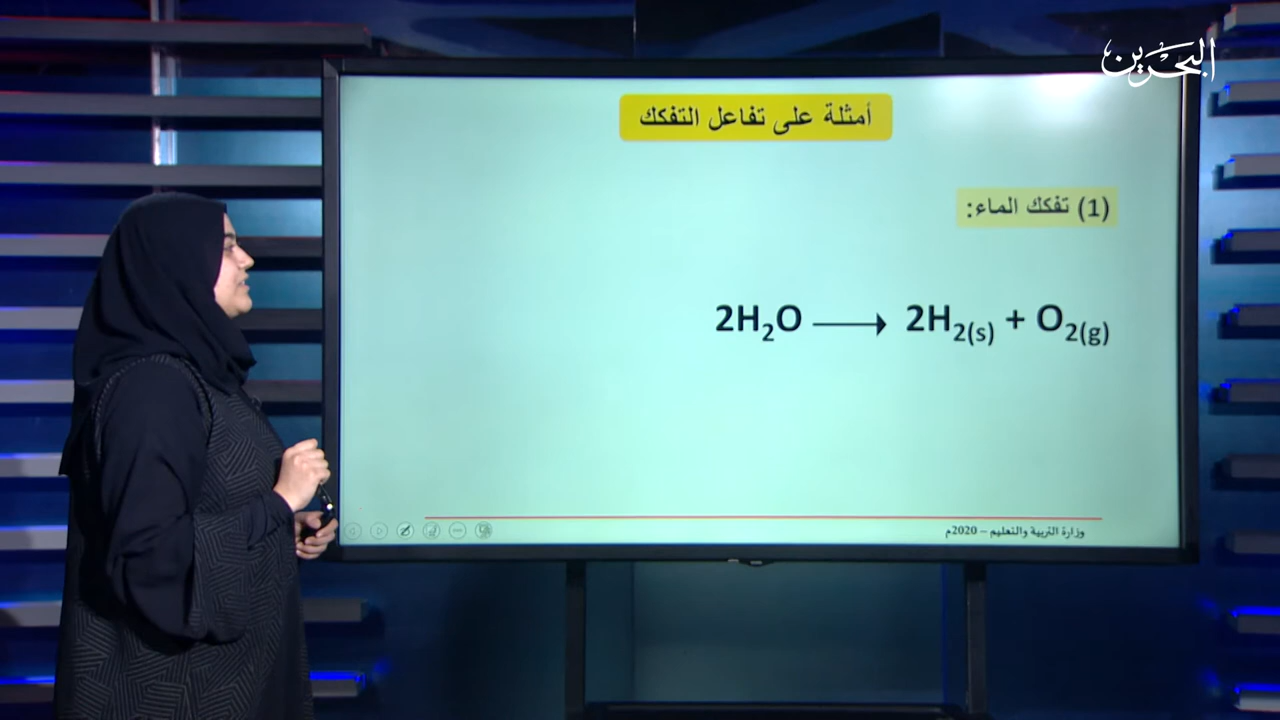 البحرين
أمثلة على تفاعل التفكك
(1) تفكك الماء:
2H₂O ⟶ 2H₂(s) + O₂(g)
وزارة التربية والتعليم – 2020م